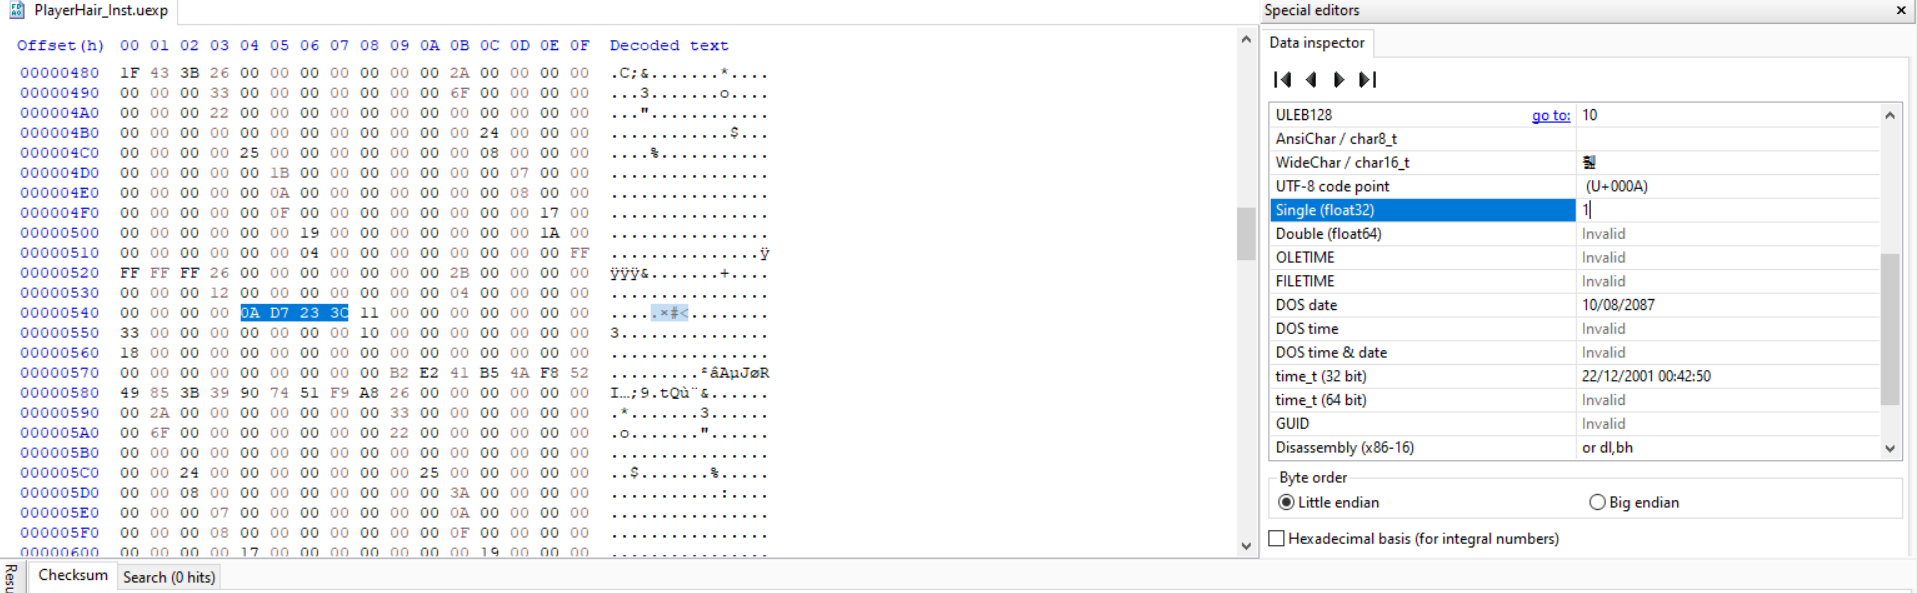 PlayerHair_Inst.uexp
Offset(h) 00 01 02 03 04 05 06 07 08 09 0A 0B 0C 0D 0E 0F Decoded text
00000480 1F 43 3B 26 00 00 00 00 00 00 00 2A 00 00 00 00 .C;&.......*....
00000490 00 00 00 33 00 00 00 00 00 00 00 6F 00 00 00 00 ...3.......o....
000004A0 00 00 00 22 00 00 00 00 00 00 00 00 00 00 00 00 ..."............
000004B0 00 00 00 00 00 00 00 00 00 00 00 00 24 00 00 00 ............$...
000004C0 00 00 00 00 25 00 00 00 00 00 00 00 08 00 00 00 ....%...........
000004D0 00 00 00 00 00 1B 00 00 00 00 00 00 00 07 00 00 ................
000004E0 00 00 00 00 00 0A 00 00 00 00 00 00 00 08 00 00 ................
000004F0 00 00 00 00 00 0F 00 00 00 00 00 00 00 00 17 00 ................
00000500 00 00 00 00 00 00 19 00 00 00 00 00 00 00 1A 00 ................
00000510 00 00 00 00 00 00 04 00 00 00 00 00 00 00 00 FF ...............ÿ
00000520 FF FF FF 26 00 00 00 00 00 00 00 2B 00 00 00 00 ÿÿÿ&.......+....
00000530 00 00 00 12 00 00 00 00 00 00 00 04 00 00 00 00 ................
00000540 00 00 00 00 0A D7 23 3C 11 00 00 00 00 00 00 00 .....×#<........
00000550 33 00 00 00 00 00 00 00 10 00 00 00 00 00 00 00 3...............
00000560 18 00 00 00 00 00 00 00 00 00 00 00 00 00 00 00 ................
00000570 00 00 00 00 00 00 00 00 00 B2 E2 41 B5 4A F8 52 .........²âAµJøR
00000580 49 85 3B 39 90 74 51 F9 A8 26 00 00 00 00 00 00 I…;9.tQù¨&......
00000590 00 2A 00 00 00 00 00 00 00 33 00 00 00 00 00 00 .*.......3......
000005A0 00 6F 00 00 00 00 00 00 00 22 00 00 00 00 00 00 .o......."......
000005B0 00 00 00 00 00 00 00 00 00 00 00 00 00 00 00 00 ................
000005C0 00 00 24 00 00 00 00 00 00 00 25 00 00 00 00 00 ..$.......%.....
000005D0 00 00 08 00 00 00 00 00 00 00 00 3A 00 00 00 00 ...........:....
000005E0 00 00 00 07 00 00 00 00 00 00 00 0A 00 00 00 00 ................
000005F0 00 00 00 08 00 00 00 00 00 00 00 0F 00 00 00 00 ................
00000600 00 00 00 00 17 00 00 00 00 00 00 00 19 00 00 00 ................
Resu
Checksum Search (0 hits)
Special editors
Data inspector
ULEB128 go to: 10
AnsiChar / char8_t
WideChar / char16_t
UTF-8 code point (U+000A)
Single (float32) 1
Double (float64) Invalid
OLETIME Invalid
FILETIME Invalid
DOS date 10/08/2087
DOS time Invalid
DOS time & date Invalid
time_t (32 bit) 22/12/2001 00:42:50
time_t (64 bit) Invalid
GUID Invalid
Disassembly (x86-16) or dl,bh
Byte order
Little endian Big endian
Hexadecimal basis (for integral numbers)